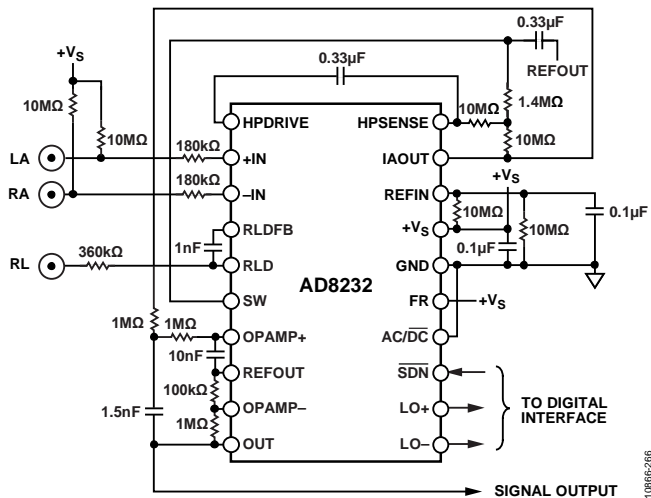 0.33µF
+VS
0.33µF
REFOUT
10MΩ
10MΩ
1.4MΩ
HPDRIVE
HPSENSE
10MΩ
10MΩ
LA
180kΩ
+IN
IAOUT
+VS
RA
180kΩ
–IN
REFIN
10MΩ
0.1µF
RLDFB
+VS
1nF
0.1µF
10MΩ
RL
360kΩ
RLD
GND
AD8232
SW
FR
+VS
1MΩ
1MΩ
OPAMP+
AC/DC
10nF
REFOUT
SDN
100kΩ
TO DIGITAL
INTERFACE
1.5nF
OPAMP–
LO+
1MΩ
OUT
LO–
SIGNAL OUTPUT
10866-266